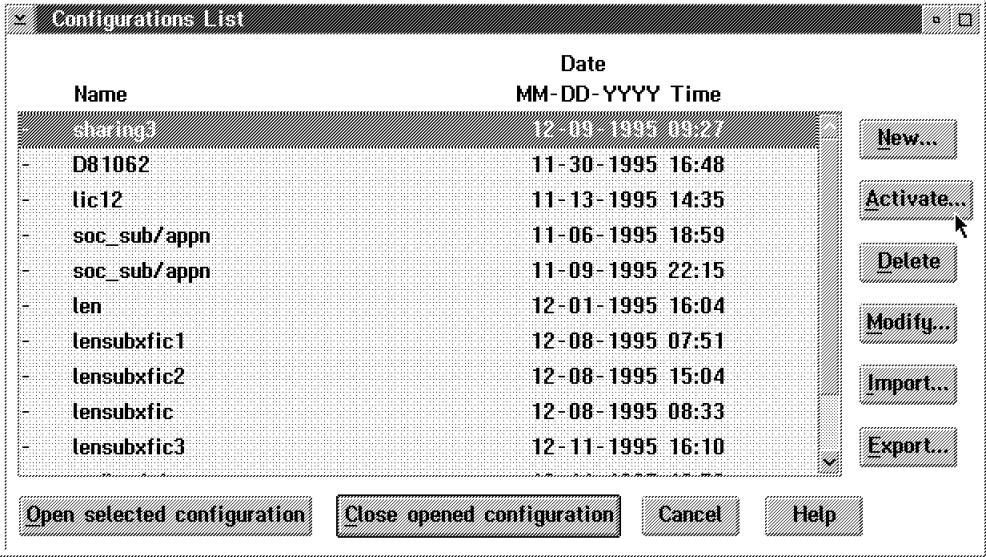 Configurations List
Date
Name MM-DD-YYYY Time
- sharing3 12-09-1995 09:27
- D81062 11-30-1995 16:48
- lic12 11-13-1995 14:35
- soc_sub/appn 11-06-1995 18:59
- soc_sub/appn 11-09-1995 22:15
- len 12-01-1995 16:04
- lensubxfic1 12-08-1995 07:51
- lensubxfic2 12-08-1995 15:04
- lensubxfic 12-08-1995 08:33
- lensubxfic3 12-11-1995 16:10
New...
Activate...
Delete
Modify...
Import...
Export...
Open selected configuration Close opened configuration Cancel Help